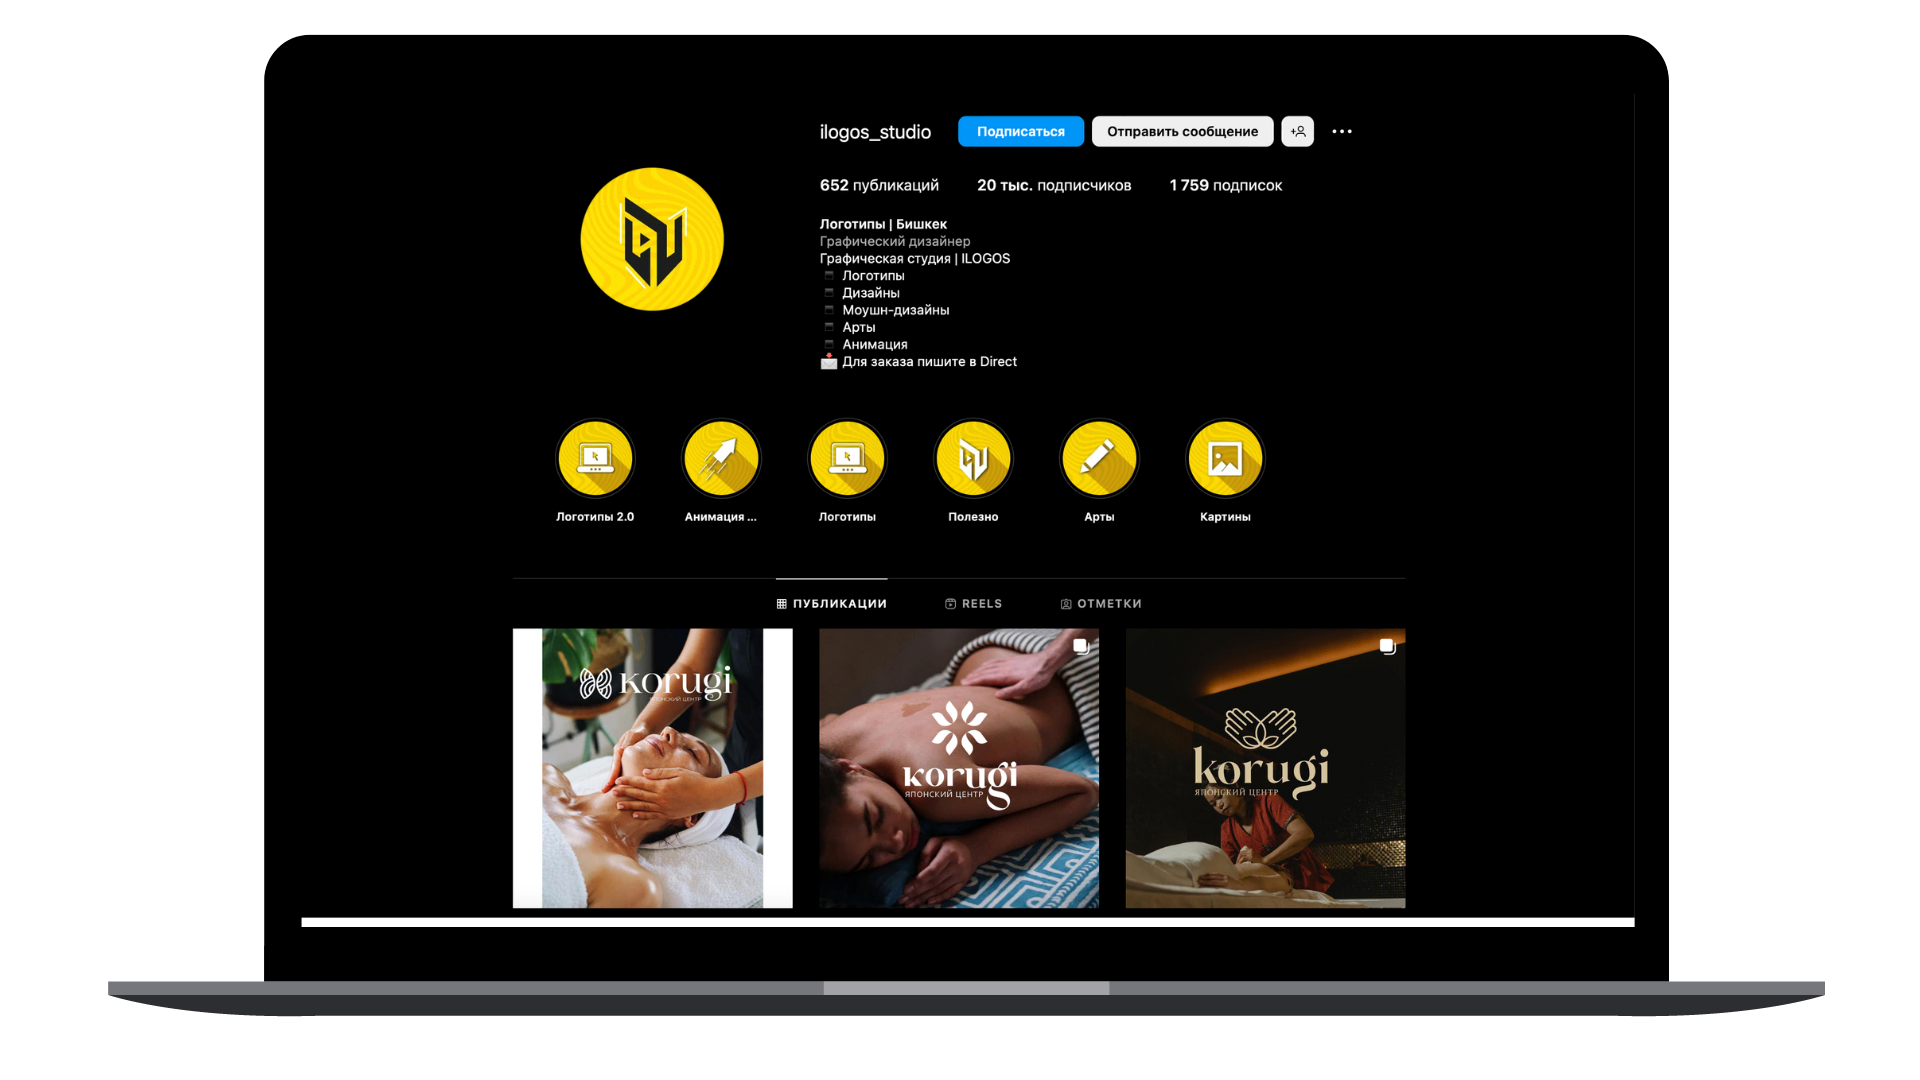 ilogos_studio Подписаться Отправить сообщение
652 публикаций 20 тыс. подписчиков 1 759 подписок
Логотипы | Бишкек
Графический дизайнер
Графическая студия | ILOGOS
Логотипы
Дизайны
Моушн-дизайны
Арты
Анимация
Для заказа пишите в Direct
Логотипы 2.0 Анимация ... Логотипы Полезно Арты Картины
ПУБЛИКАЦИИ REELS ОТМЕТКИ
korugi
ЯПОНСКИЙ ЦЕНТР
korugi
ЯПОНСКИЙ ЦЕНТР
korugi
ЯПОНСКИЙ ЦЕНТР